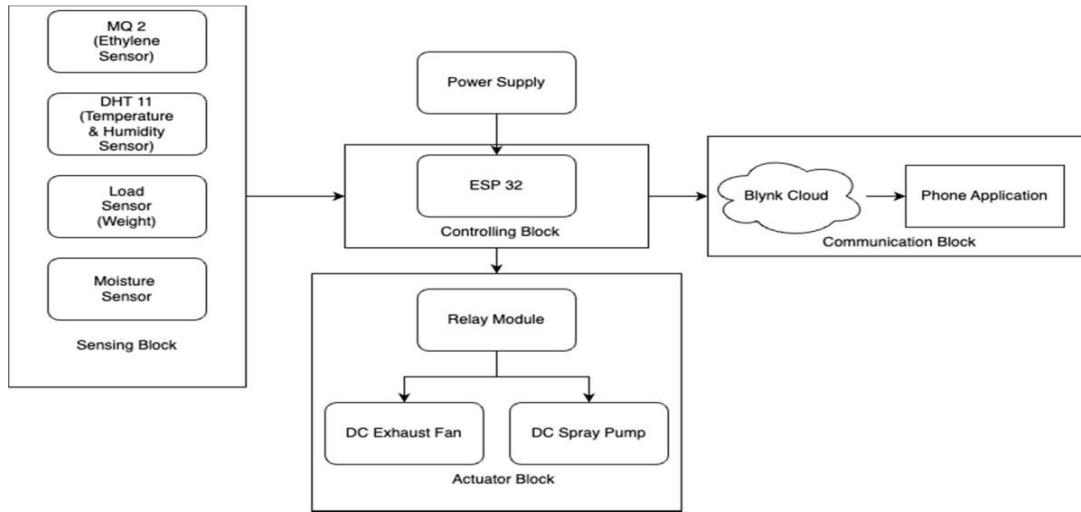 MQ 2
(Ethylene
Sensor)
DHT 11
(Temperature
& Humidity
Sensor)
Load
Sensor
(Weight)
Moisture
Sensor
Sensing Block
Power Supply
ESP 32
Controlling Block
Blynk Cloud
Phone Application
Communication Block
Relay Module
DC Exhaust Fan
DC Spray Pump
Actuator Block